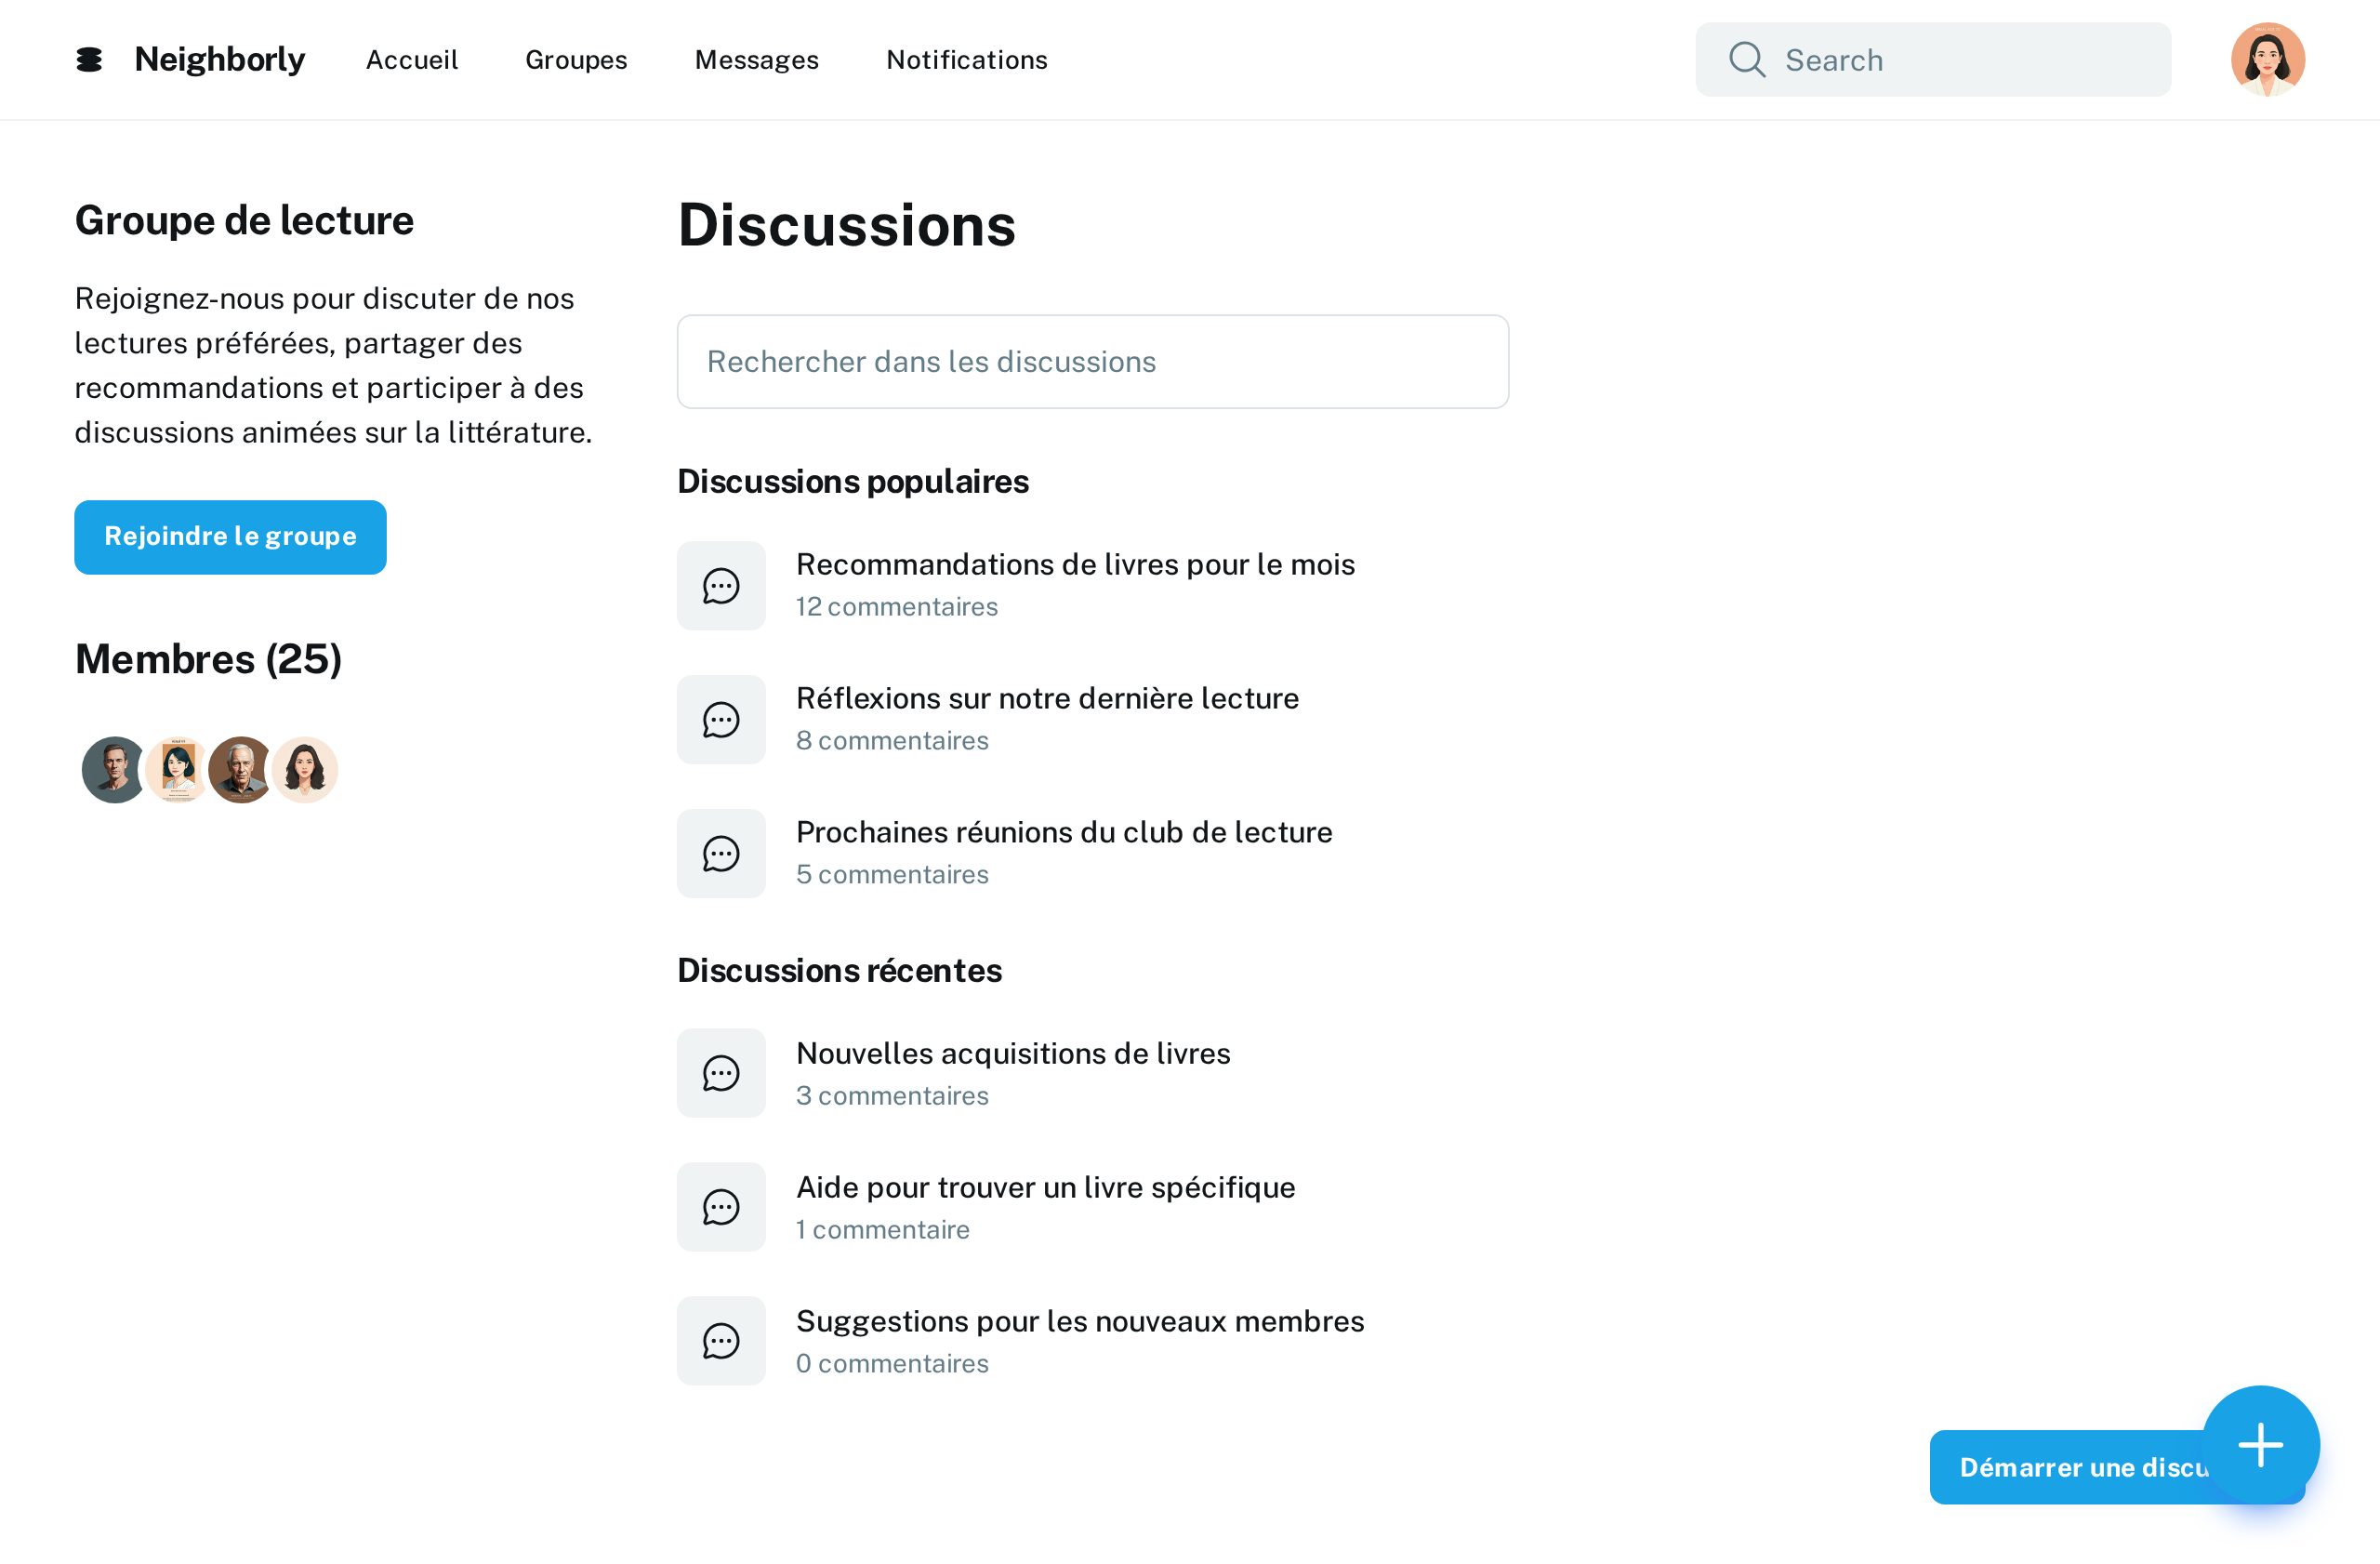 Neighborly
Accueil
Groupes
Messages
Notifications
Search
Groupe de lecture
Rejoignez-nous pour discuter de nos
lectures préférées, partager des
recommandations et participer à des
discussions animées sur la littérature.
Rejoindre le groupe
Membres (25)
Discussions
Rechercher dans les discussions
Discussions populaires
Recommandations de livres pour le mois
12 commentaires
Réflexions sur notre dernière lecture
8 commentaires
Prochaines réunions du club de lecture
5 commentaires
Discussions récentes
Nouvelles acquisitions de livres
3 commentaires
Aide pour trouver un livre spécifique
1 commentaire
Suggestions pour les nouveaux membres
0 commentaires
Démarrer une